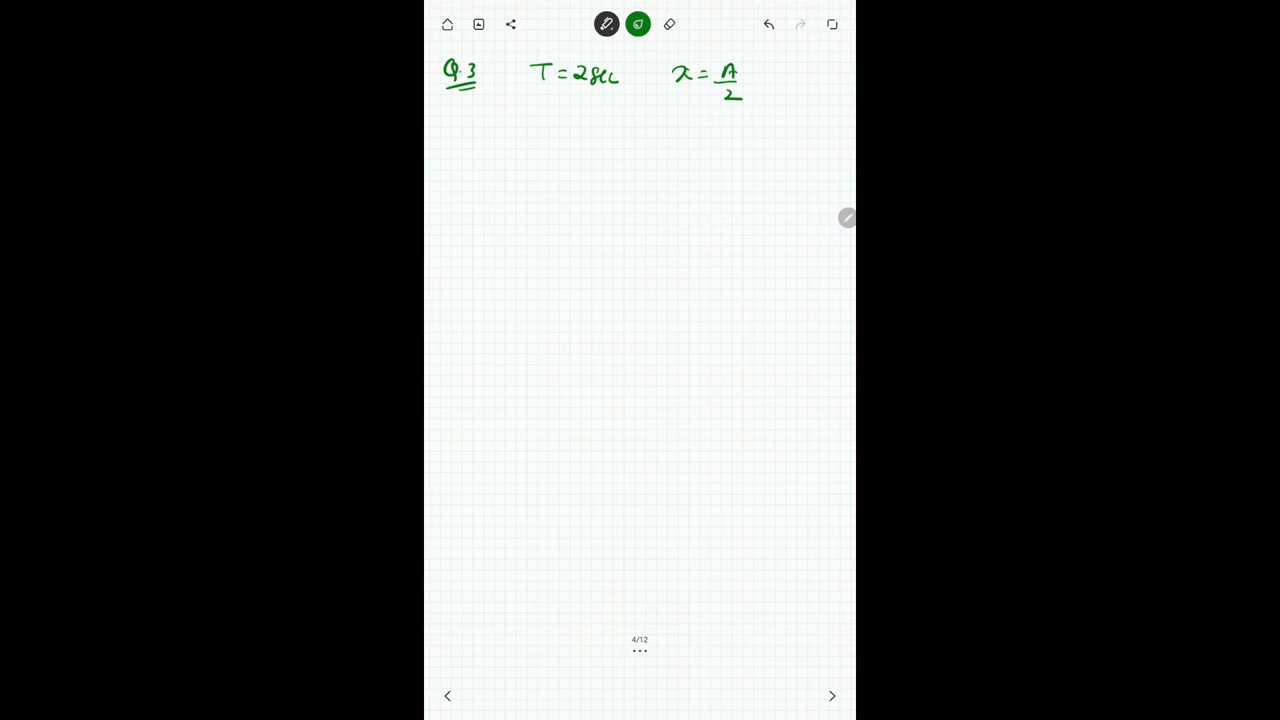 Q.3 T = 2sec x = A/2
4/12